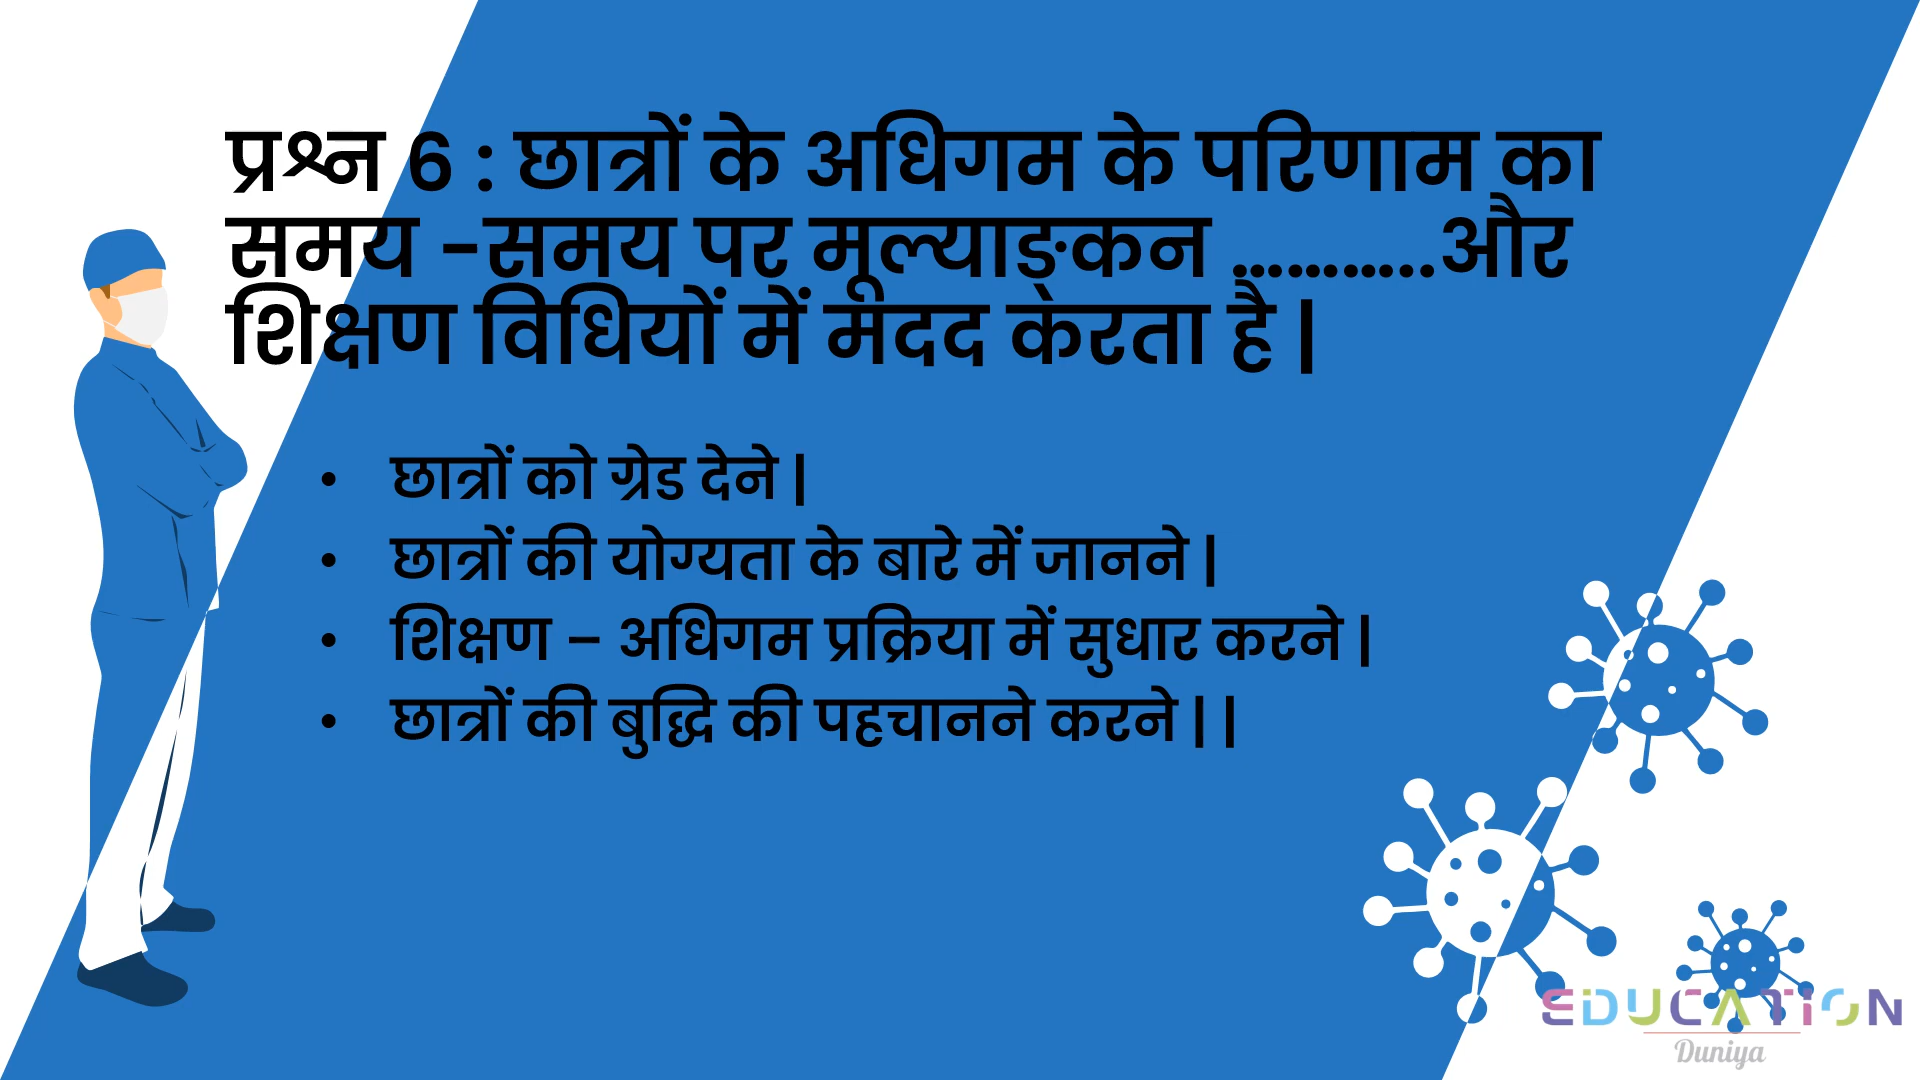 प्रश्न 6 : छात्रों के अधिगम के परिणाम का
समय -समय पर मूल्याङ्कन ………..और
शिक्षण विधियों में मदद करता है |
• छात्रों को ग्रेड देने |
• छात्रों की योग्यता के बारे में जानने |
• शिक्षण – अधिगम प्रक्रिया में सुधार करने |
• छात्रों की बुद्धि की पहचानने करने | |
EDUCATION
Duniya